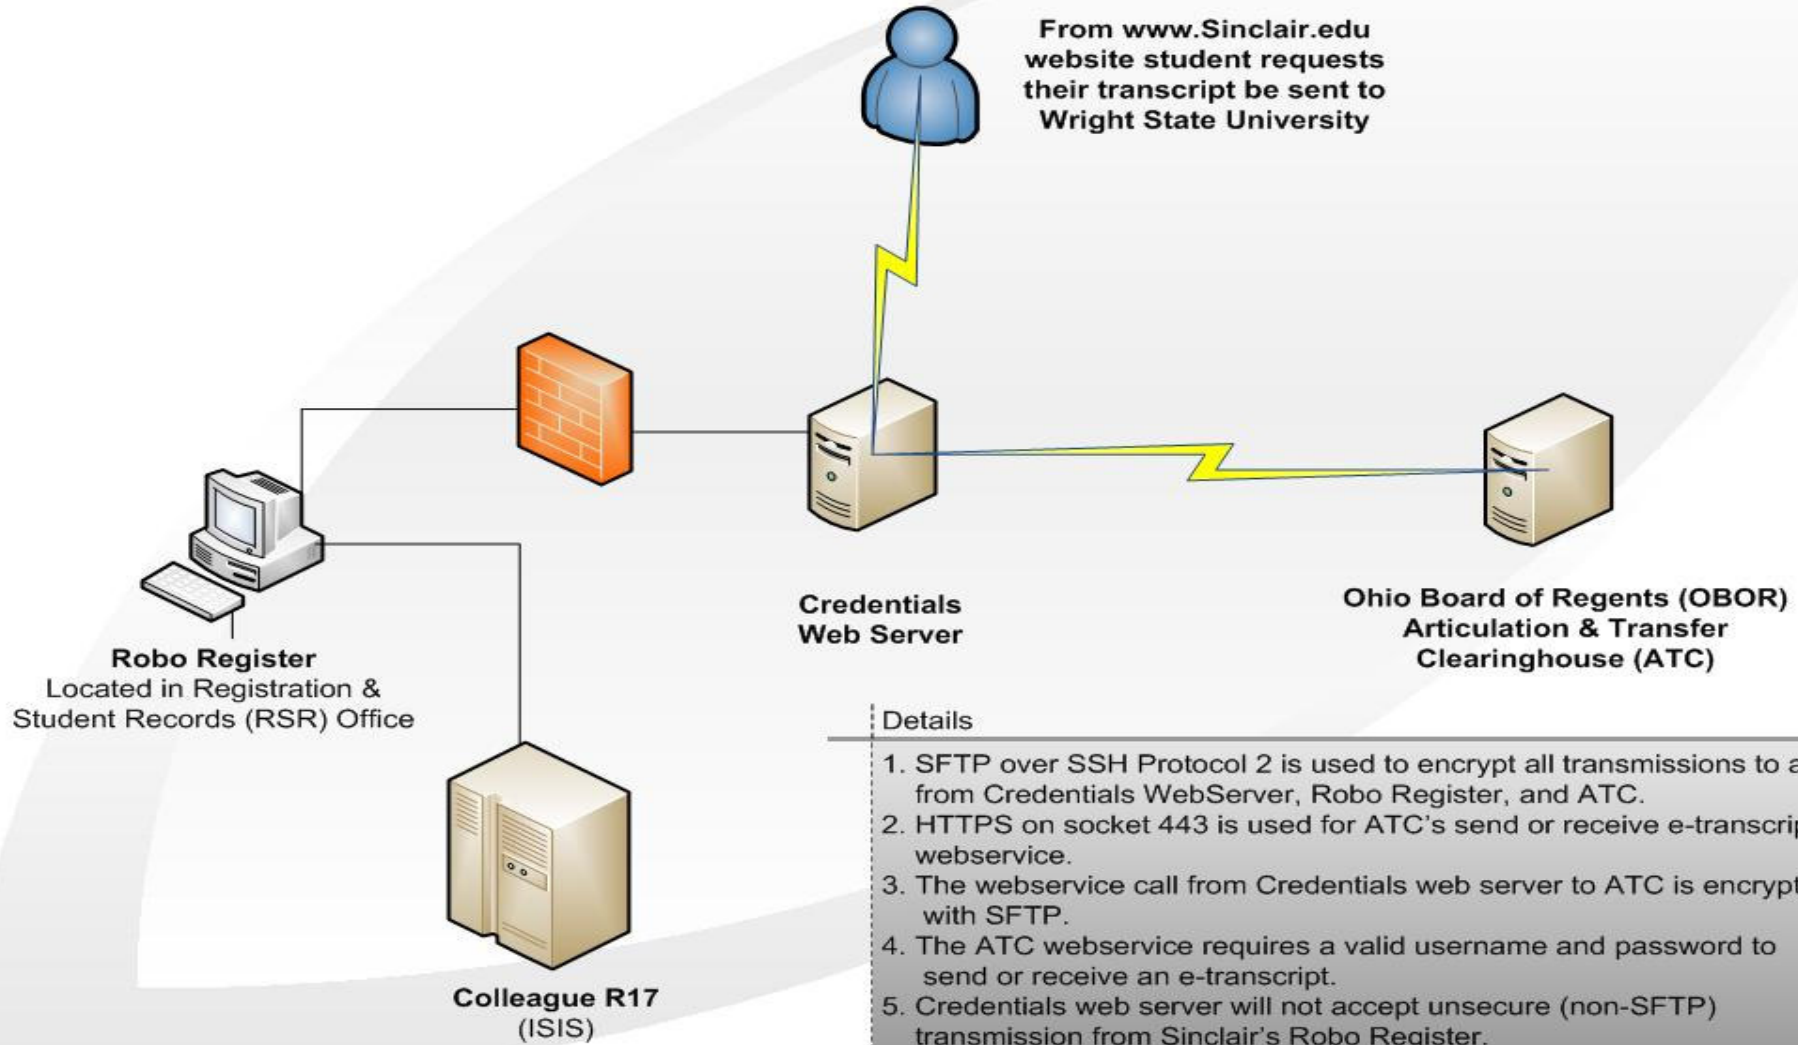 From www.Sinclair.edu
website student requests
their transcript be sent to
Wright State University
Credentials
Web Server
Ohio Board of Regents (OBOR)
Articulation & Transfer
Clearinghouse (ATC)
Robo Register
Located in Registration &
Student Records (RSR) Office
Colleague R17
(ISIS)
Details
1. SFTP over SSH Protocol 2 is used to encrypt all transmissions to
from Credentials WebServer, Robo Register, and ATC.
2. HTTPS on socket 443 is used for ATC's send or receive
webservice.
3. The webservice call from Credentials web server to ATC is
with SFTP.
4. The ATC webservice requires a valid username and password to
send or receive an e-transcript.
5. Credentials web server will not accept unsecure (non-SFTP)
transmission from Sinclair's Robo Register.